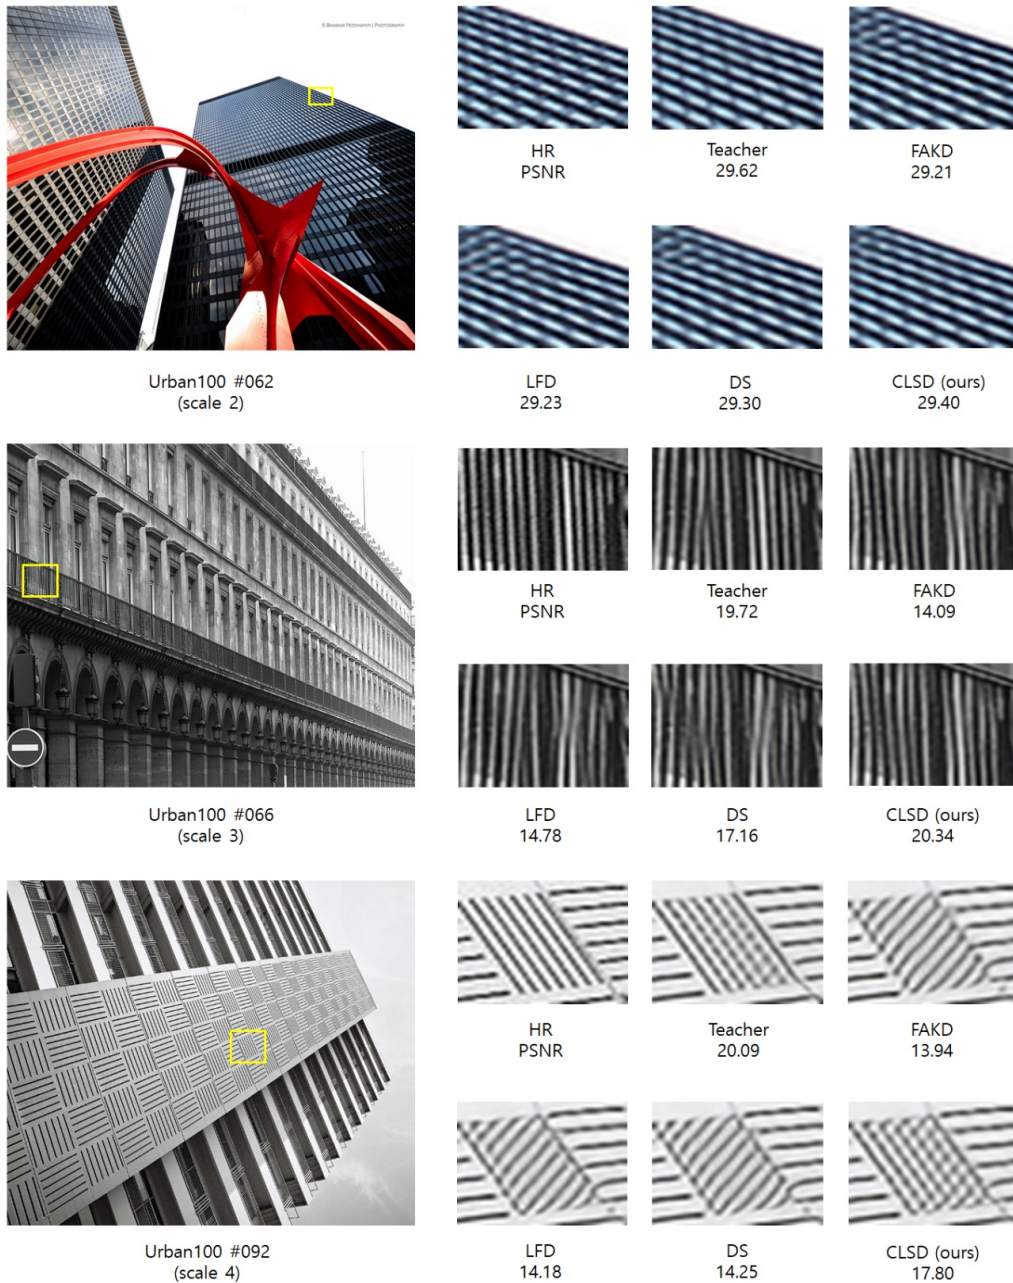 © BANDHAV VEERAPANENI | PHOTOGRAPHY
HR
PSNR
Teacher
29.62
FAKD
29.21
LFD
29.23
DS
29.30
CLSD (ours)
29.40
Urban100 #062
(scale 2)
HR
PSNR
Teacher
19.72
FAKD
14.09
LFD
14.78
DS
17.16
CLSD (ours)
20.34
Urban100 #066
(scale 3)
HR
PSNR
Teacher
20.09
FAKD
13.94
LFD
14.18
DS
14.25
CLSD (ours)
17.80
Urban100 #092
(scale 4)